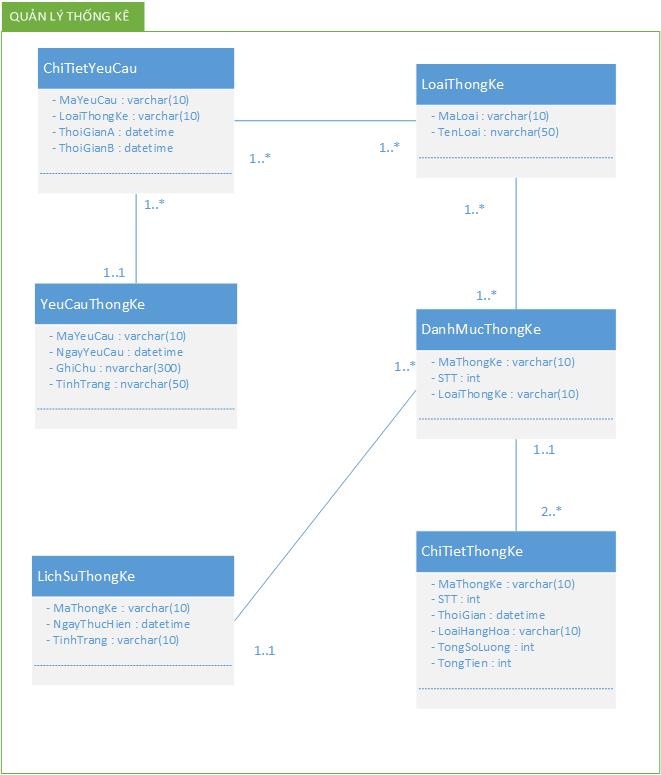 QUẢN LÝ THỐNG KÊ
ChiTietYeuCau
- MaYeuCau : varchar(10)
- LoaiThongKe : varchar(10)
- ThoiGianA : datetime
- ThoiGianB : datetime
LoaiThongKe
- MaLoai : varchar(10)
- TenLoai : nvarchar(50)
1..*
1..*
1..*
1..*
1..1
1..*
YeuCauThongKe
- MaYeuCau : varchar(10)
- NgayYeuCau : datetime
- GhiChu : nvarchar(300)
- TinhTrang : nvarchar(50)
DanhMucThongKe
- MaThongKe : varchar(10)
- STT : int
- LoaiThongKe : varchar(10)
1..*
1..1
2..*
LichSuThongKe
- MaThongKe : varchar(10)
- NgayThucHien : datetime
- TinhTrang : varchar(10)
1..1
ChiTietThongKe
- MaThongKe : varchar(10)
- STT : int
- ThoiGian : datetime
- LoaiHangHoa : varchar(10)
- TongSoLuong : int
- TongTien : int